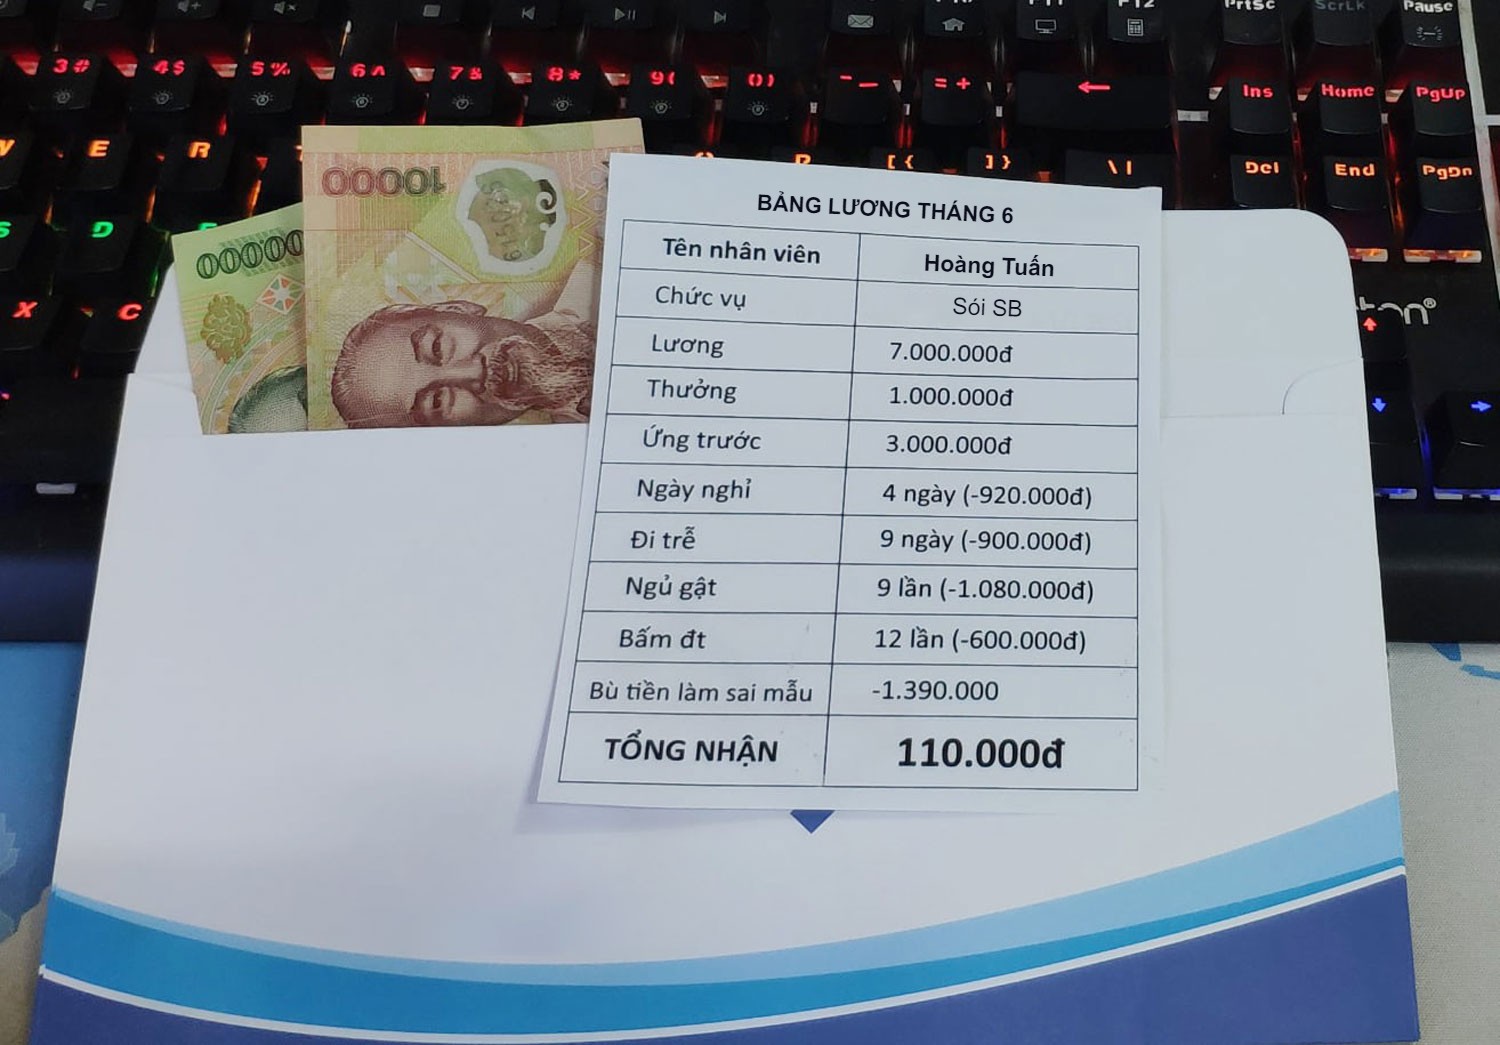 3# 4$ 5% 6^ 7& 8* 9( 0) -_ =+ ←
F12 PrtSc ScrLk Pause
Ins Home PgUp
E R [{ ]} \|
Del End PgDn
S D
X C
10000
00000
BẢNG LƯƠNG THÁNG 6
Tên nhân viên Hoàng Tuấn
Chức vụ Sói SB
Lương 7.000.000đ
Thưởng 1.000.000đ
Ứng trước 3.000.000đ
Ngày nghỉ 4 ngày (-920.000đ)
Đi trễ 9 ngày (-900.000đ)
Ngủ gật 9 lần (-1.080.000đ)
Bấm đt 12 lần (-600.000đ)
Bù tiền làm sai mẫu -1.390.000
TỔNG NHẬN 110.000đ